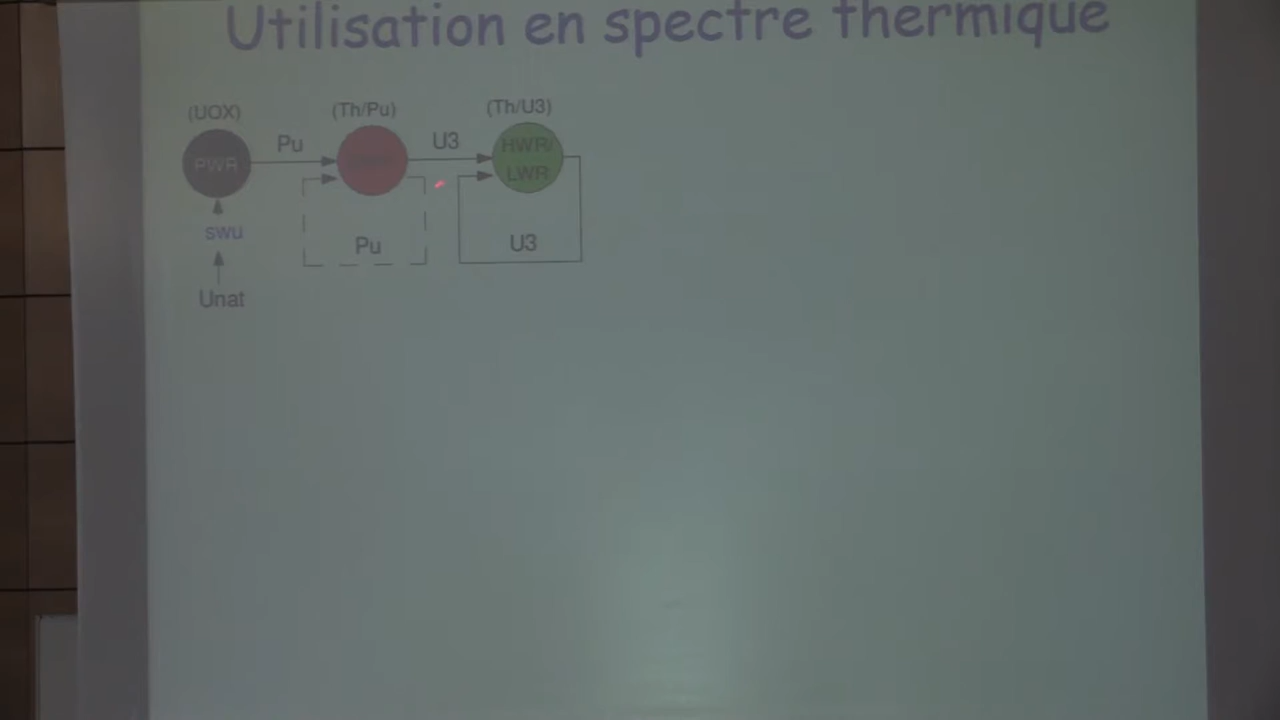 Utilisation en spectre thermique
(UOX) (Th/Pu) (Th/U3)
Pu U3
PWR
HWR/
LWR
swu
Pu U3
Unat